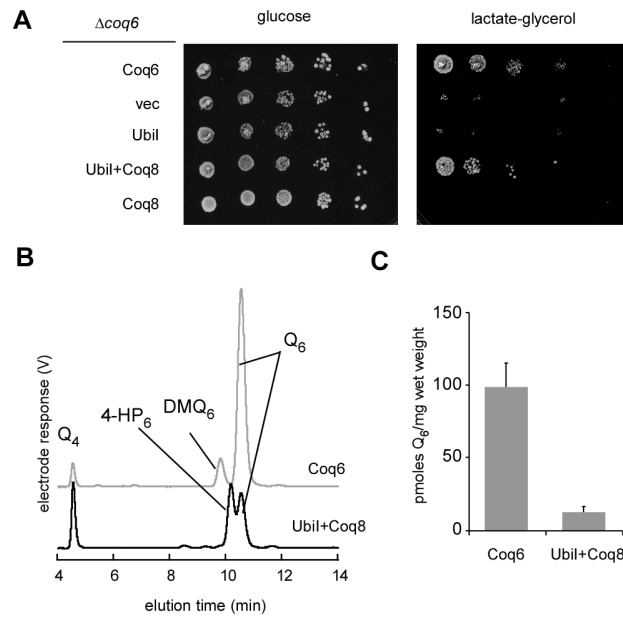 A
Δcoq6
glucose
lactate-glycerol
Coq6
vec
UbiI
UbiI+Coq8
Coq8
B
electrode response (V)
Q4
4-HP6
DMQ6
Q6
Coq6
UbiI+Coq8
4 6 8 10 12 14
elution time (min)
C
pmoles Q6/mg wet weight
150
100
50
0
Coq6 UbiI+Coq8